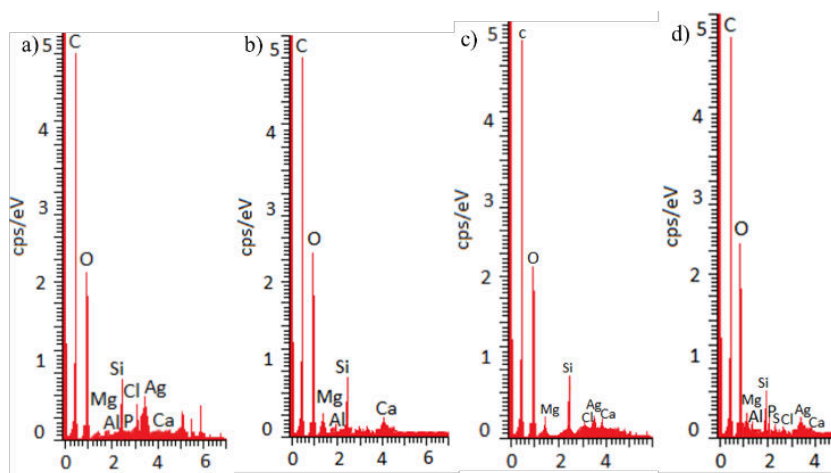 a)
5
4
3
2
1
0
cps/eV
C
O
Mg
Al
Si
P
Cl
Ag
Ca
0 2 4 6
b)
5
4
3
2
1
0
cps/eV
C
O
Mg
Al
Si
Ca
0 2 4 6
c)
5
4
3
2
1
0
cps/eV
c
O
Mg
Si
Cl
Ag
Ca
0 2 4
d)
5
4
3
2
1
0
cps/eV
C
O
Mg
Al
Si
P
S
Cl
Ag
Ca
0 2 4